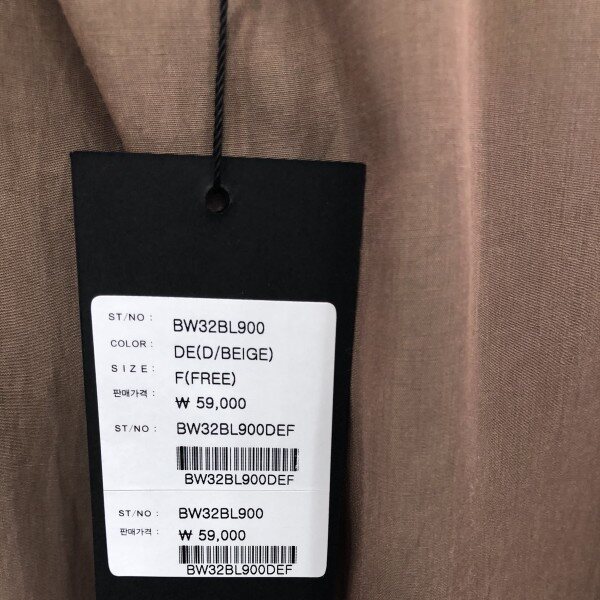 ST/NO : BW32BL900
COLOR : DE(D/BEIGE)
SIZE : F(FREE)
판매가격 : ₩ 59,000
ST/NO : BW32BL900DEF
BW32BL900DEF
ST/NO : BW32BL900
판매가격 : ₩ 59,000
BW32BL900DEF